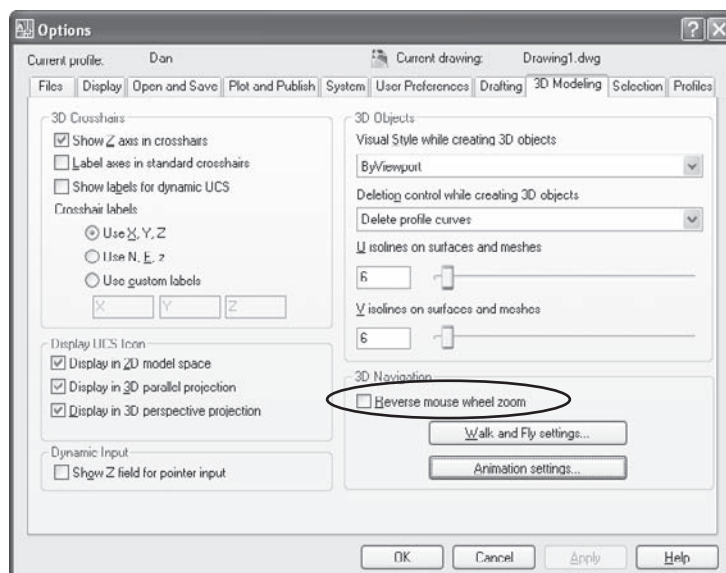 Options
Current profile: Dan Current drawing: Drawing1.dwg
Files Display Open and Save Plot and Publish System User Preferences Drafting 3D Modeling Selection Profiles
3D Crosshairs
Show Z axis in crosshairs
Label axes in standard crosshairs
Show labels for dynamic UCS
Crosshair labels
Use X, Y, Z
Use N, E, z
Use custom labels
X Y Z
Display UCS Icon
Display in 2D model space
Display in 3D parallel projection
Display in 3D perspective projection
Dynamic Input
Show Z field for pointer input
3D Objects
Visual Style while creating 3D objects
ByViewport
Deletion control while creating 3D objects
Delete profile curves
U isolines on surfaces and meshes
6
V isolines on surfaces and meshes
6
3D Navigation
Reverse mouse wheel zoom
Walk and Fly settings...
Animation settings...
OK Cancel Apply Help